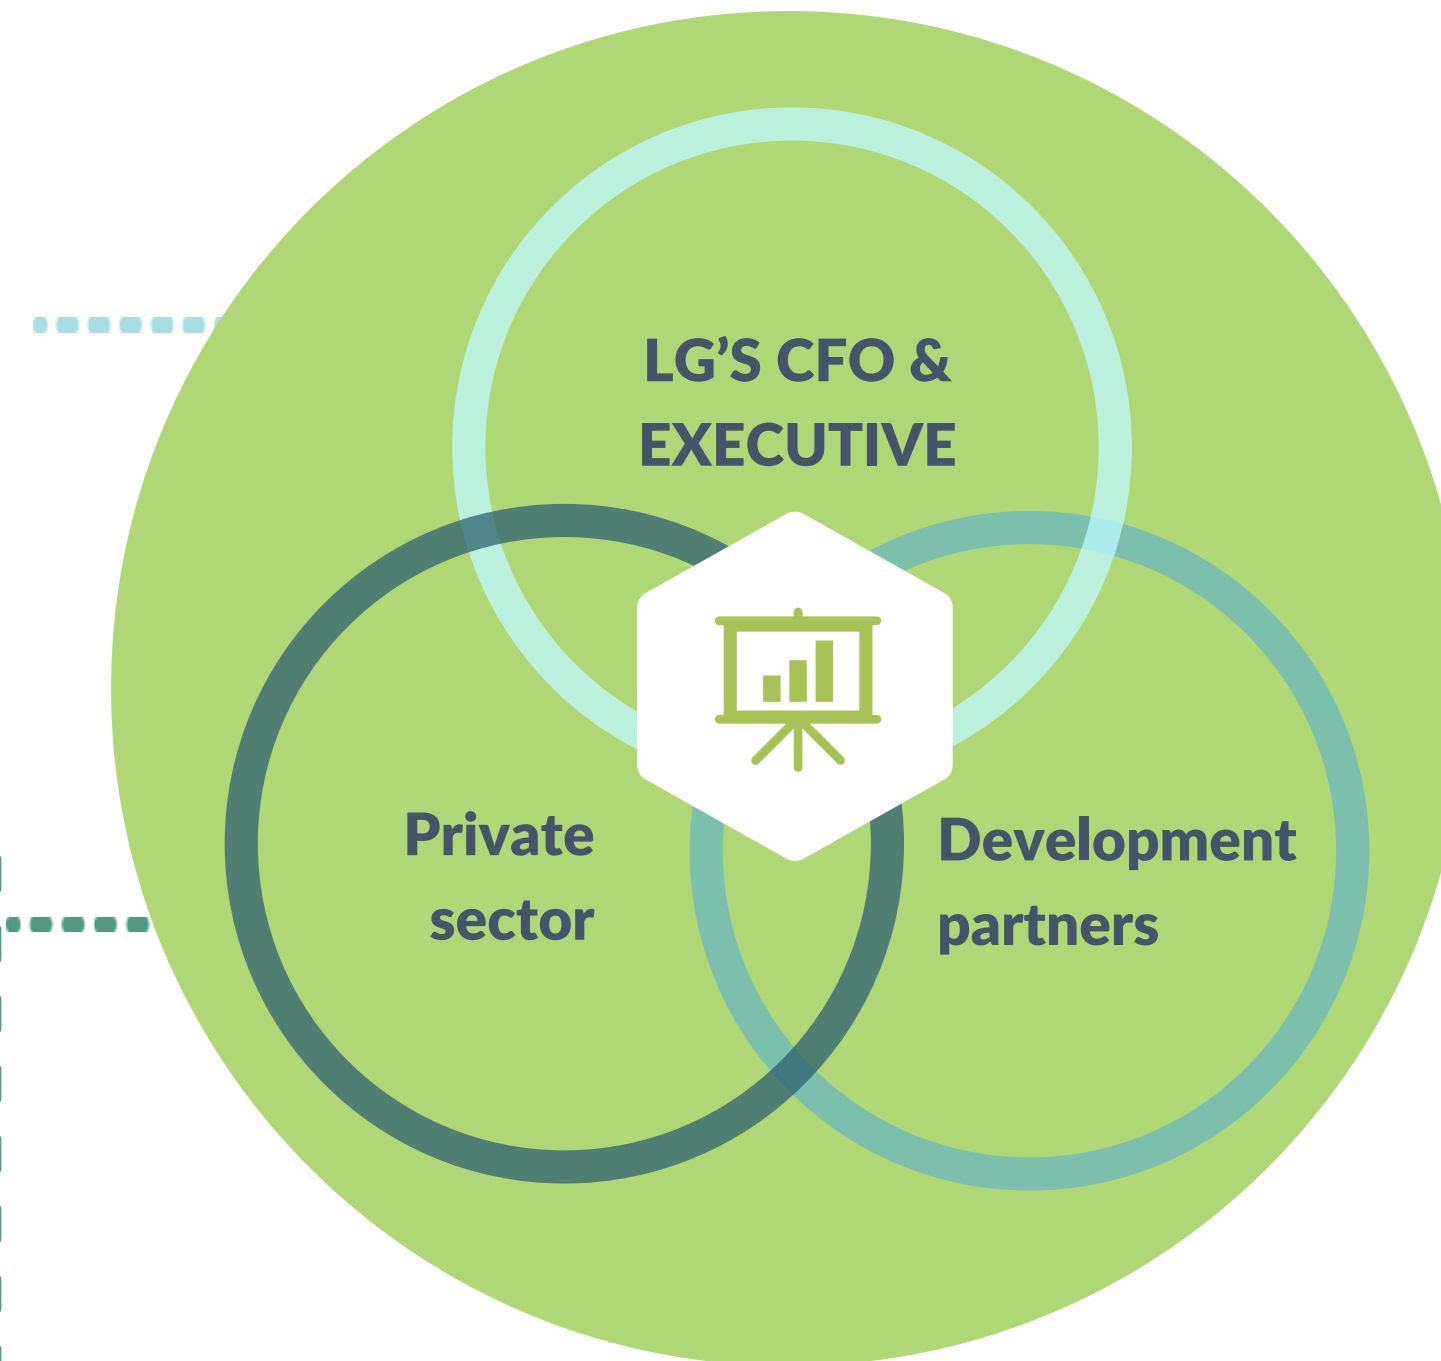 LG’S CFO &
EXECUTIVE
Private
sector
Development
partners